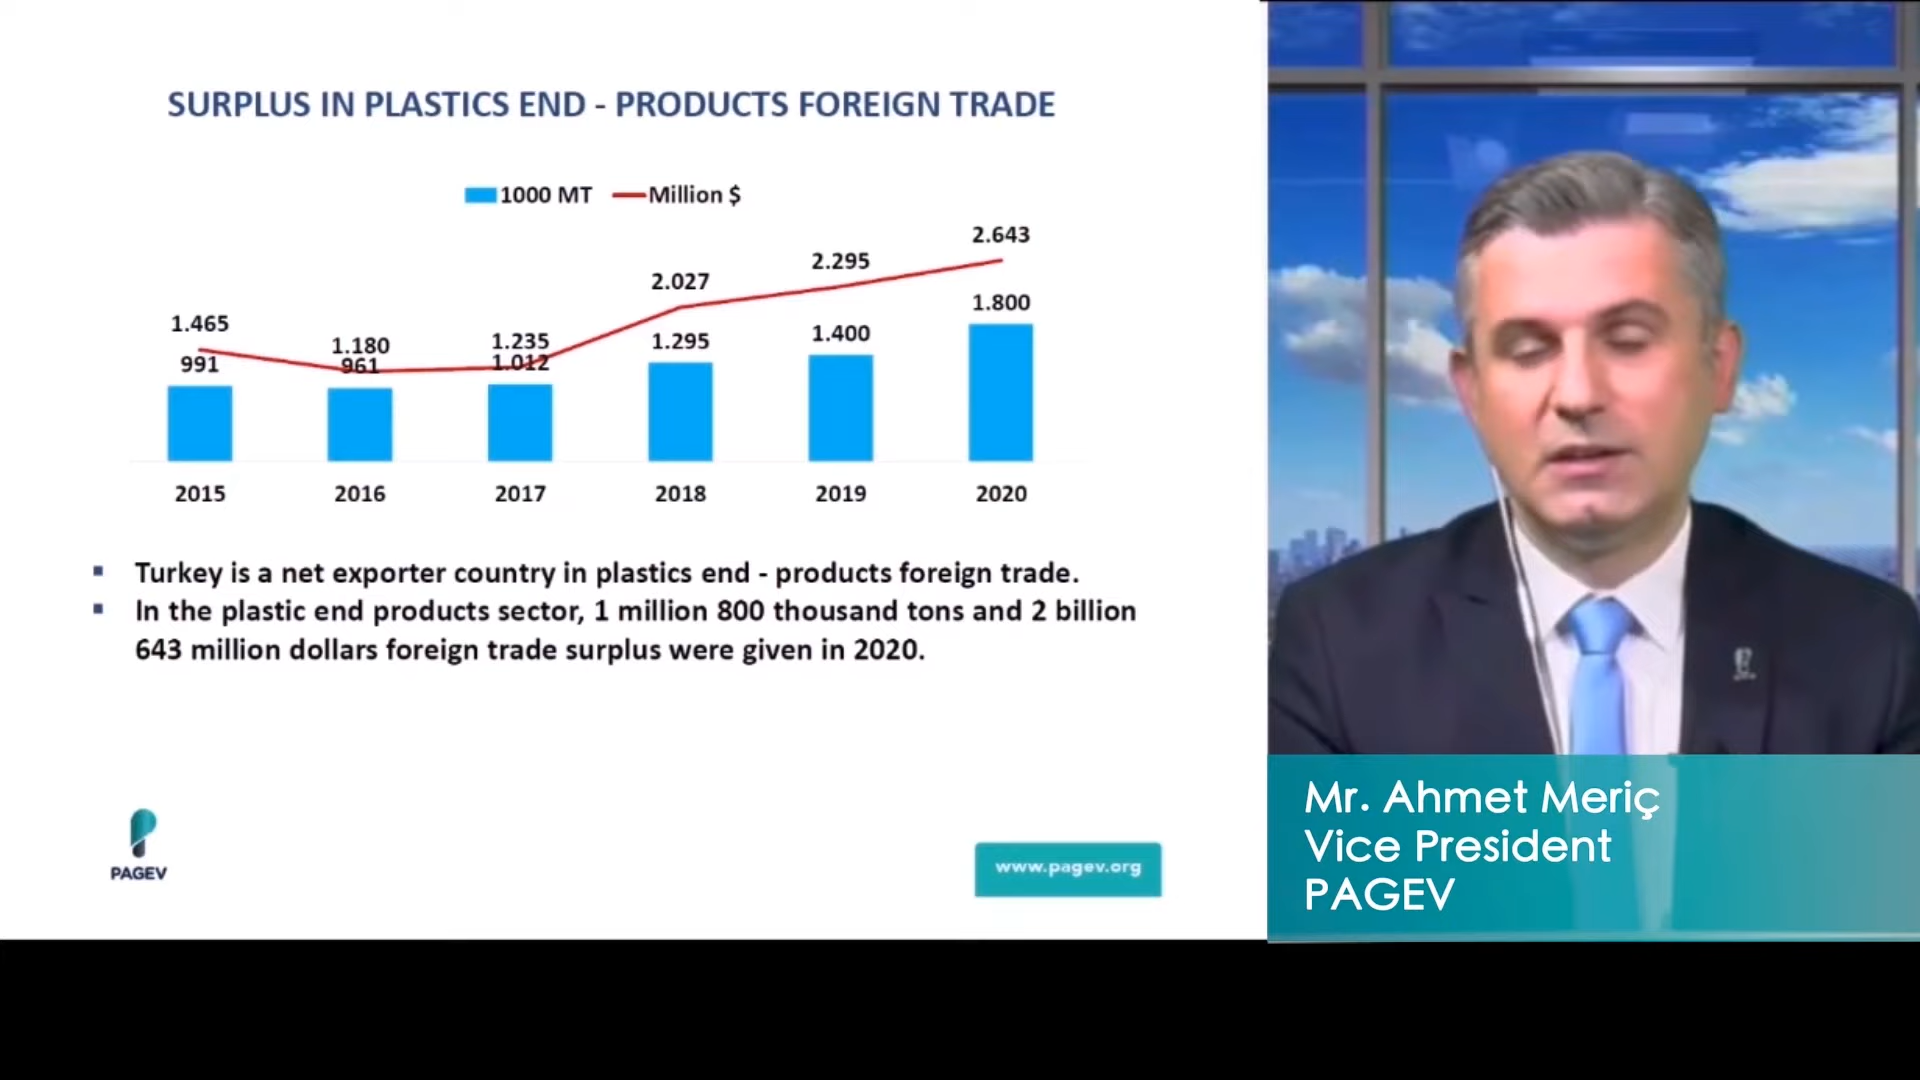 SURPLUS IN PLASTICS END - PRODUCTS FOREIGN TRADE
1000 MT Million $
1.465 1.180 1.235 2.027 2.295 2.643
991 961 1.012 1.295 1.400 1.800
2015 2016 2017 2018 2019 2020
Turkey is a net exporter country in plastics end - products foreign trade.
In the plastic end products sector, 1 million 800 thousand tons and 2 billion
643 million dollars foreign trade surplus were given in 2020.
PAGEV
www.pagev.org
Mr. Ahmet Meriç
Vice President
PAGEV